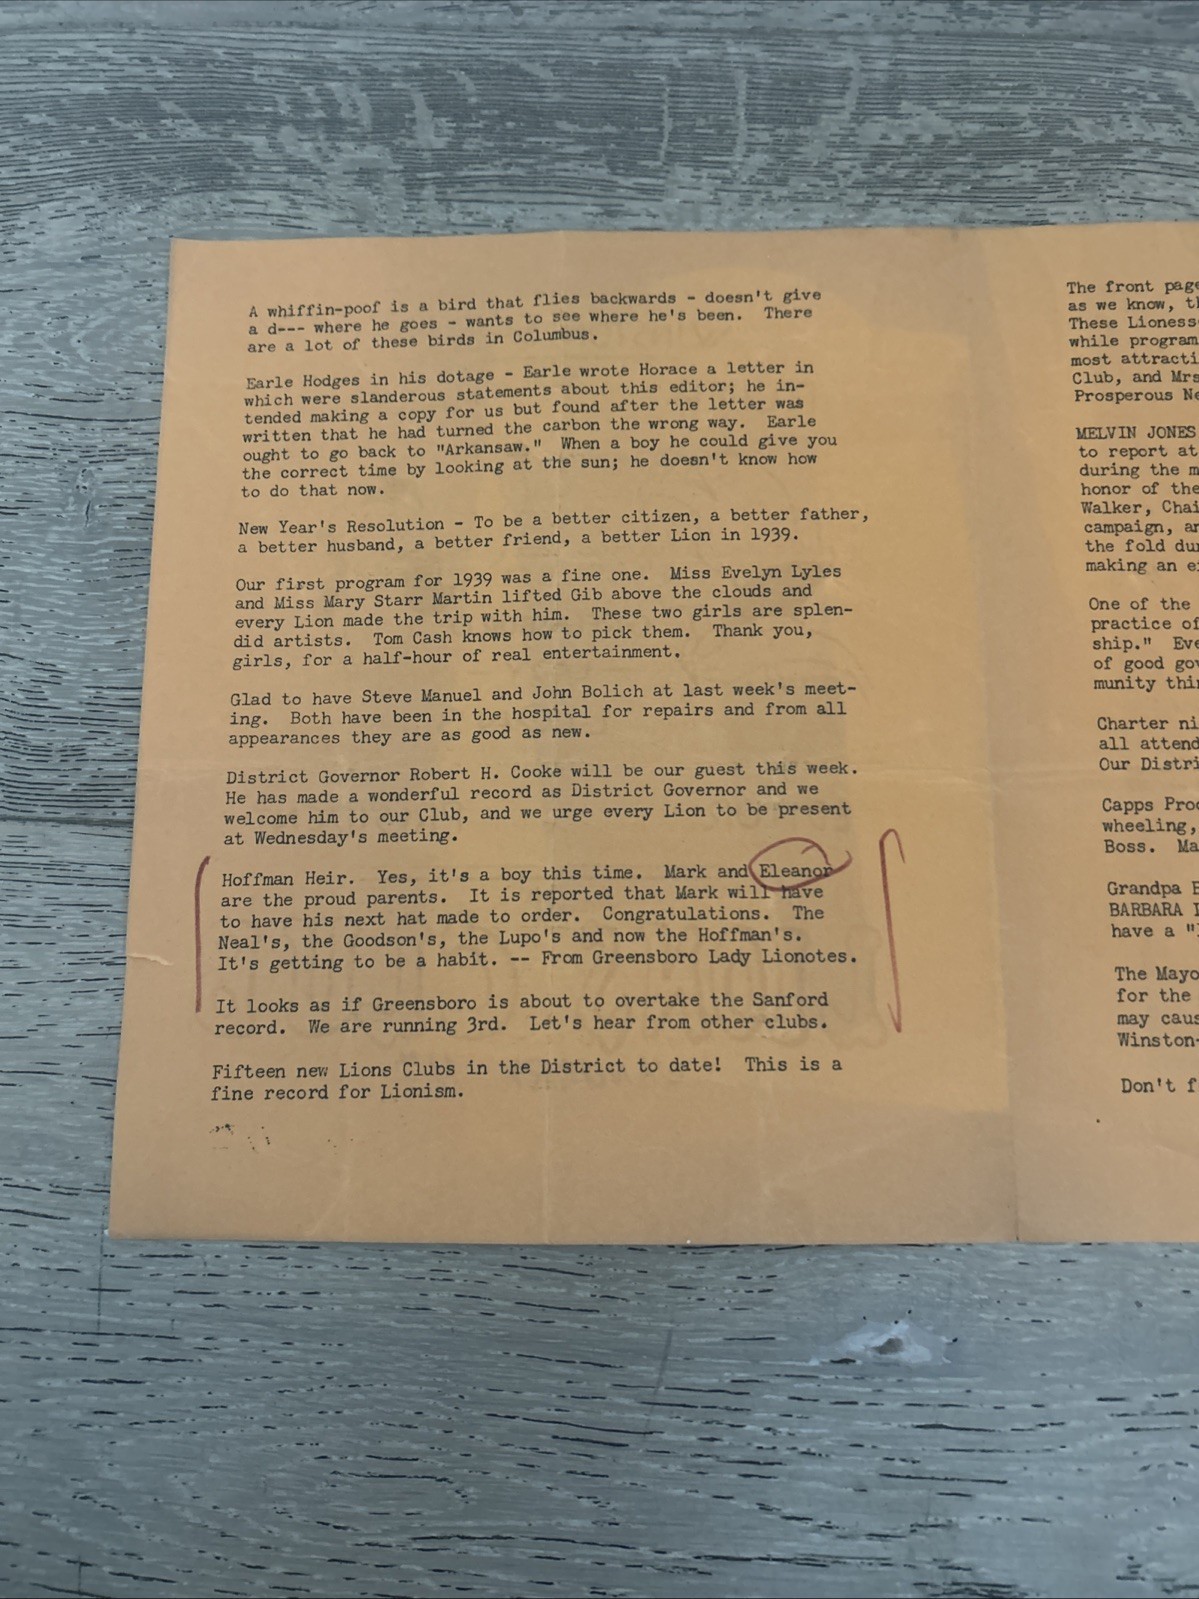 A whiffin-poof is a bird that flies backwards - doesn't give
a d--- where he goes - wants to see where he's been. There
are a lot of these birds in Columbus.
Earle Hodges in his dotage - Earle wrote Horace a letter in
which were slanderous statements about this editor; he in-
tended making a copy for us but found after the letter was
written that he had turned the carbon the wrong way. Earle
ought to go back to "Arkansaw." When a boy he could give you
the correct time by looking at the sun; he doesn't know how
to do that now.
New Year's Resolution - To be a better citizen, a better father,
a better husband, a better friend, a better Lion in 1939.
Our first program for 1939 was a fine one. Miss Evelyn Lyles
and Miss Mary Starr Martin lifted Gib above the clouds and
every Lion made the trip with him. These two girls are splen-
did artists. Tom Cash knows how to pick them. Thank you,
girls, for a half-hour of real entertainment.
Glad to have Steve Manuel and John Bolich at last week's meet-
ing. Both have been in the hospital for repairs and from all
appearances they are as good as new.
District Governor Robert H. Cooke will be our guest this week.
He has made a wonderful record as District Governor and we
welcome him to our Club, and we urge every Lion to be present
at Wednesday's meeting.
Hoffman Heir. Yes, it's a boy this time. Mark and Eleanor
are the proud parents. It is reported that Mark will have
to have his next hat made to order. Congratulations. The
Neal's, the Goodson's, the Lupo's and now the Hoffman's.
It's getting to be a habit. -- From Greensboro Lady Lionotes.
It looks as if Greensboro is about to overtake the Sanford
record. We are running 3rd. Let's hear from other clubs.
Fifteen new Lions Clubs in the District to date! This is a
fine record for Lionism.
The front page
as we know,
These Lioness
while program
most attracti
Club, and Mrs
Prosperous Ne
MELVIN JONES
to report at
during the m
honor of the
Walker, Chai
campaign, an
the fold du
making an e
One of the
practice of
ship." Eve
of good gov
munity thi
Charter ni
all attend
Our Distri
Capps Pro
wheeling,
Boss. Ma
Grandpa
BARBARA
have a "
The Mayo
for the
may caus
Winston-
Don't f